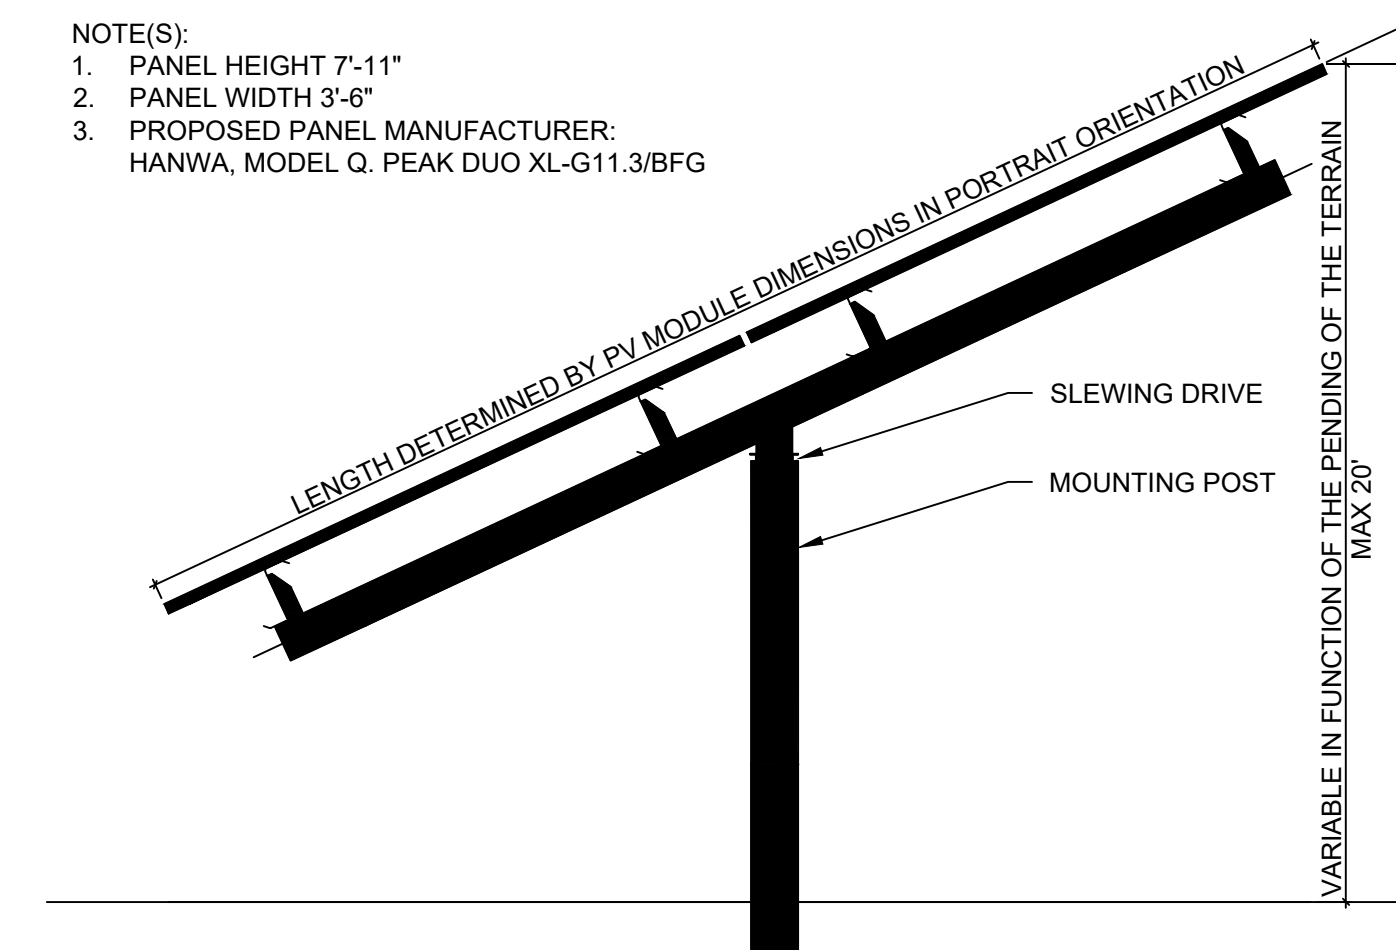 NOTE(S):
1. PANEL HEIGHT 7'-11"
2. PANEL WIDTH 3'-6"
3. PROPOSED PANEL MANUFACTURER:
HANWA, MODEL Q. PEAK DUO XL-G11.3/BFG
LENGTH DETERMINED BY PV MODULE DIMENSIONS IN PORTRAIT ORIENTATION
SLEWING DRIVE
MOUNTING POST
VARIABLE IN FUNCTION OF THE PENDING OF THE TERRAIN
MAX 20'